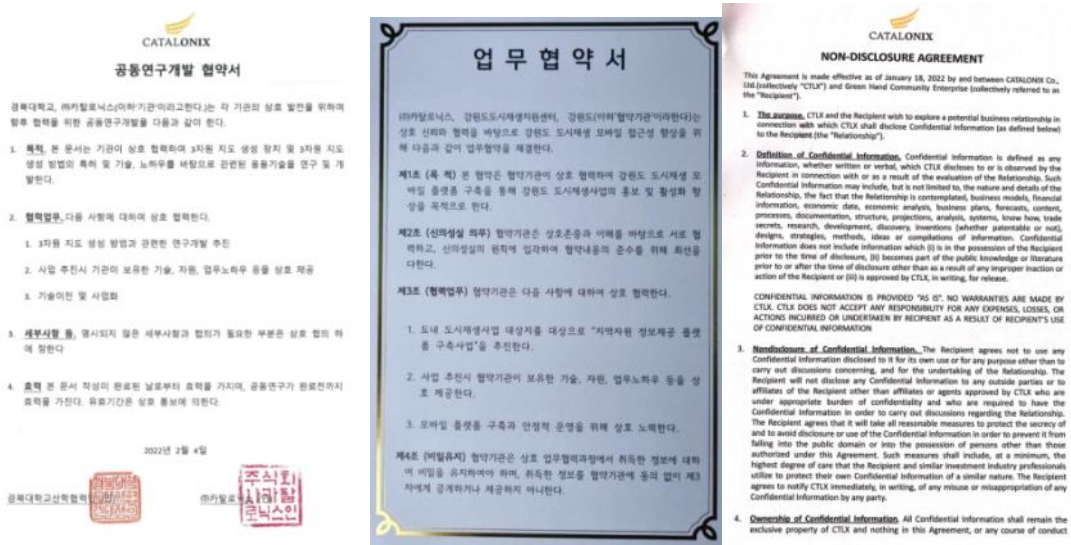 CATALONIX
공동연구개발 협약서
경북대학교, ㈜카탈로닉스(이하'기관'이라고한다)는 각 기관의 상호 발전을 위하여
향후 협력을 위한 공동연구개발을 다음과 같이 한다.
1. 목적, 본 문서는 기관이 상호 협력하여 3차원 지도 생성 장치 및 3차원 지도
생성 방법의 특허 및 기술, 노하우를 바탕으로 관련된 응용기술을 연구 및 개
발한다.
2. 협력업무, 다음 사항에 대하여 상호 협력한다.
1. 3차원 지도 생성 방법과 관련한 연구개발 추진
2. 사업 추진시 기관이 보유한 기술, 자원, 업무노하우 등을 상호 제공
3. 기술이전 및 사업화
3. 세부사항 등, 명시되지 않은 세부사항과 협의가 필요한 부분은 상호 협의 하
에 정한다
4. 효력 본 문서 작성이 완료된 날로부터 효력을 가지며, 공동연구가 완료전까지
효력을 가진다. 유효기간은 상호 통보에 의한다.
2022년 2월 4일
경북대학교산학협력
㈜카탈로
주식회
사카탈
로닉스인
업무협약서
㈜카탈로닉스, 강원도도시재생지원센터, 강원도(이하'협약기관'이라한다)는
상호 신뢰와 협력을 바탕으로 강원도 도시재생 모바일 접근성 향상을 위
해 다음과 같이 업무협약을 체결한다.
제1조 (목 적) 본 협약은 협약기관이 상호 협력하여 강원도 도시재생 모
바일 플랫폼 구축을 통해 강원도 도시재생사업의 홍보 및 활성화 향
상을 목적으로 한다.
제2조 (신의성실 의무) 협약기관은 상호존중과 이해를 바탕으로 서로 협
력하고, 신의성실의 원칙에 입각하여 협약내용의 준수를 위해 최선을
다한다.
제3조 (협력업무) 협약기관은 다음 사항에 대하여 상호 협력한다.
1. 도내 도시재생사업 대상지를 대상으로 "지역자원 정보제공 플랫
폼 구축사업"을 추진한다.
2. 사업 추진시 협약기관이 보유한 기술, 자원, 업무노하우 등을 상
호 제공한다.
3. 모바일 플랫폼 구축과 안정적 운영을 위해 상호 노력한다.
제4조 (비밀유지) 협약기관은 상호 업무협력과정에서 취득한 정보에 대하
여 비밀을 유지하여야 하며, 취득한 정보를 협약기관에 동의 없이 제3
자에게 공개하거나 제공하지 아니한다.
CATALONIX
NON-DISCLOSURE AGREEMENT
This Agreement is made effective as of January 18, 2022 by and between CATALONIX Co.,
Ltd.(collectively "CTLX") and Green Hand Community Enterprise (collectively referred to as
the "Recipient").
1. The purpose. CTLX and the Recipient wish to explore a potential business relationship in
connection with which CTLX shall disclose Confidential Information (as defined below)
to the Recipient (the "Relationship").
2. Definition of Confidential Information. Confidential Information is defined as any
information, whether written or verbal, which CTLX discloses to or is observed by the
Recipient in connection with or as a result of the evaluation of the Relationship. Such
Confidential Information may include, but is not limited to, the nature and details of the
Relationship, the fact that the Relationship is contemplated, business models, financial
information, economic date, economic analysis, business plans, forecasts, content,
processes, documentation, structure, projections, analysis, systems, know how, trade
secrets, research, development, discovery, inventions (whether patentable or not),
designs, strategies, methods, ideas or compilations of information. Confidential
Information does not include information which (i) is in the possession of the Recipient
prior to the time of disclosure, (ii) becomes part of the public knowledge or literature
prior to or after the time of disclosure other than as a result of any improper inaction or
action of the Recipient or (iii) is approved by CTLX, in writing, for release.
CONFIDENTIAL INFORMATION IS PROVIDED "AS IS". NO WARRANTIES ARE MADE BY
CTLX. CTLX DOES NOT ACCEPT ANY RESPONSIBILITY FOR ANY EXPENSES, LOSSES, OR
ACTIONS INCURRED OR UNDERTAKEN BY RECIPIENT AS A RESULT OF RECIPIENT'S USE
OF CONFIDENTIAL INFORMATION
3. Nondisclosure of Confidential Information. The Recipient agrees not to use any
Confidential Information disclosed to it for its own use or for any purpose other than to
carry out discussions concerning, and for the undertaking of the Relationship. The
Recipient will not disclose any Confidential Information to any outside parties or to
affiliates of the Recipient other than affiliates or agents approved by CTLX who are
under appropriate burden of confidentiality and who are required to have the
Confidential Information in order to carry out discussions regarding the Relationship.
The Recipient agrees that it will take all reasonable measures to protect the secrecy of
and to avoid disclosure or use of the Confidential Information in order to prevent it from
falling into the public domain or into the possession of persons other than those
authorized under this Agreement. Such measures shall include, at a minimum, the
highest degree of care that the Recipient and similar investment industry professionals
utilize to protect their own Confidential Information of a similar nature. The Recipient
agrees to notify CTLX immediately, in writing, of any misuse or misappropriation of any
Confidential Information by any party.
4. Ownership of Confidential Information. All Confidential Information shall remain the
exclusive property of CTLX and nothing in this Agreement, or any course of conduct